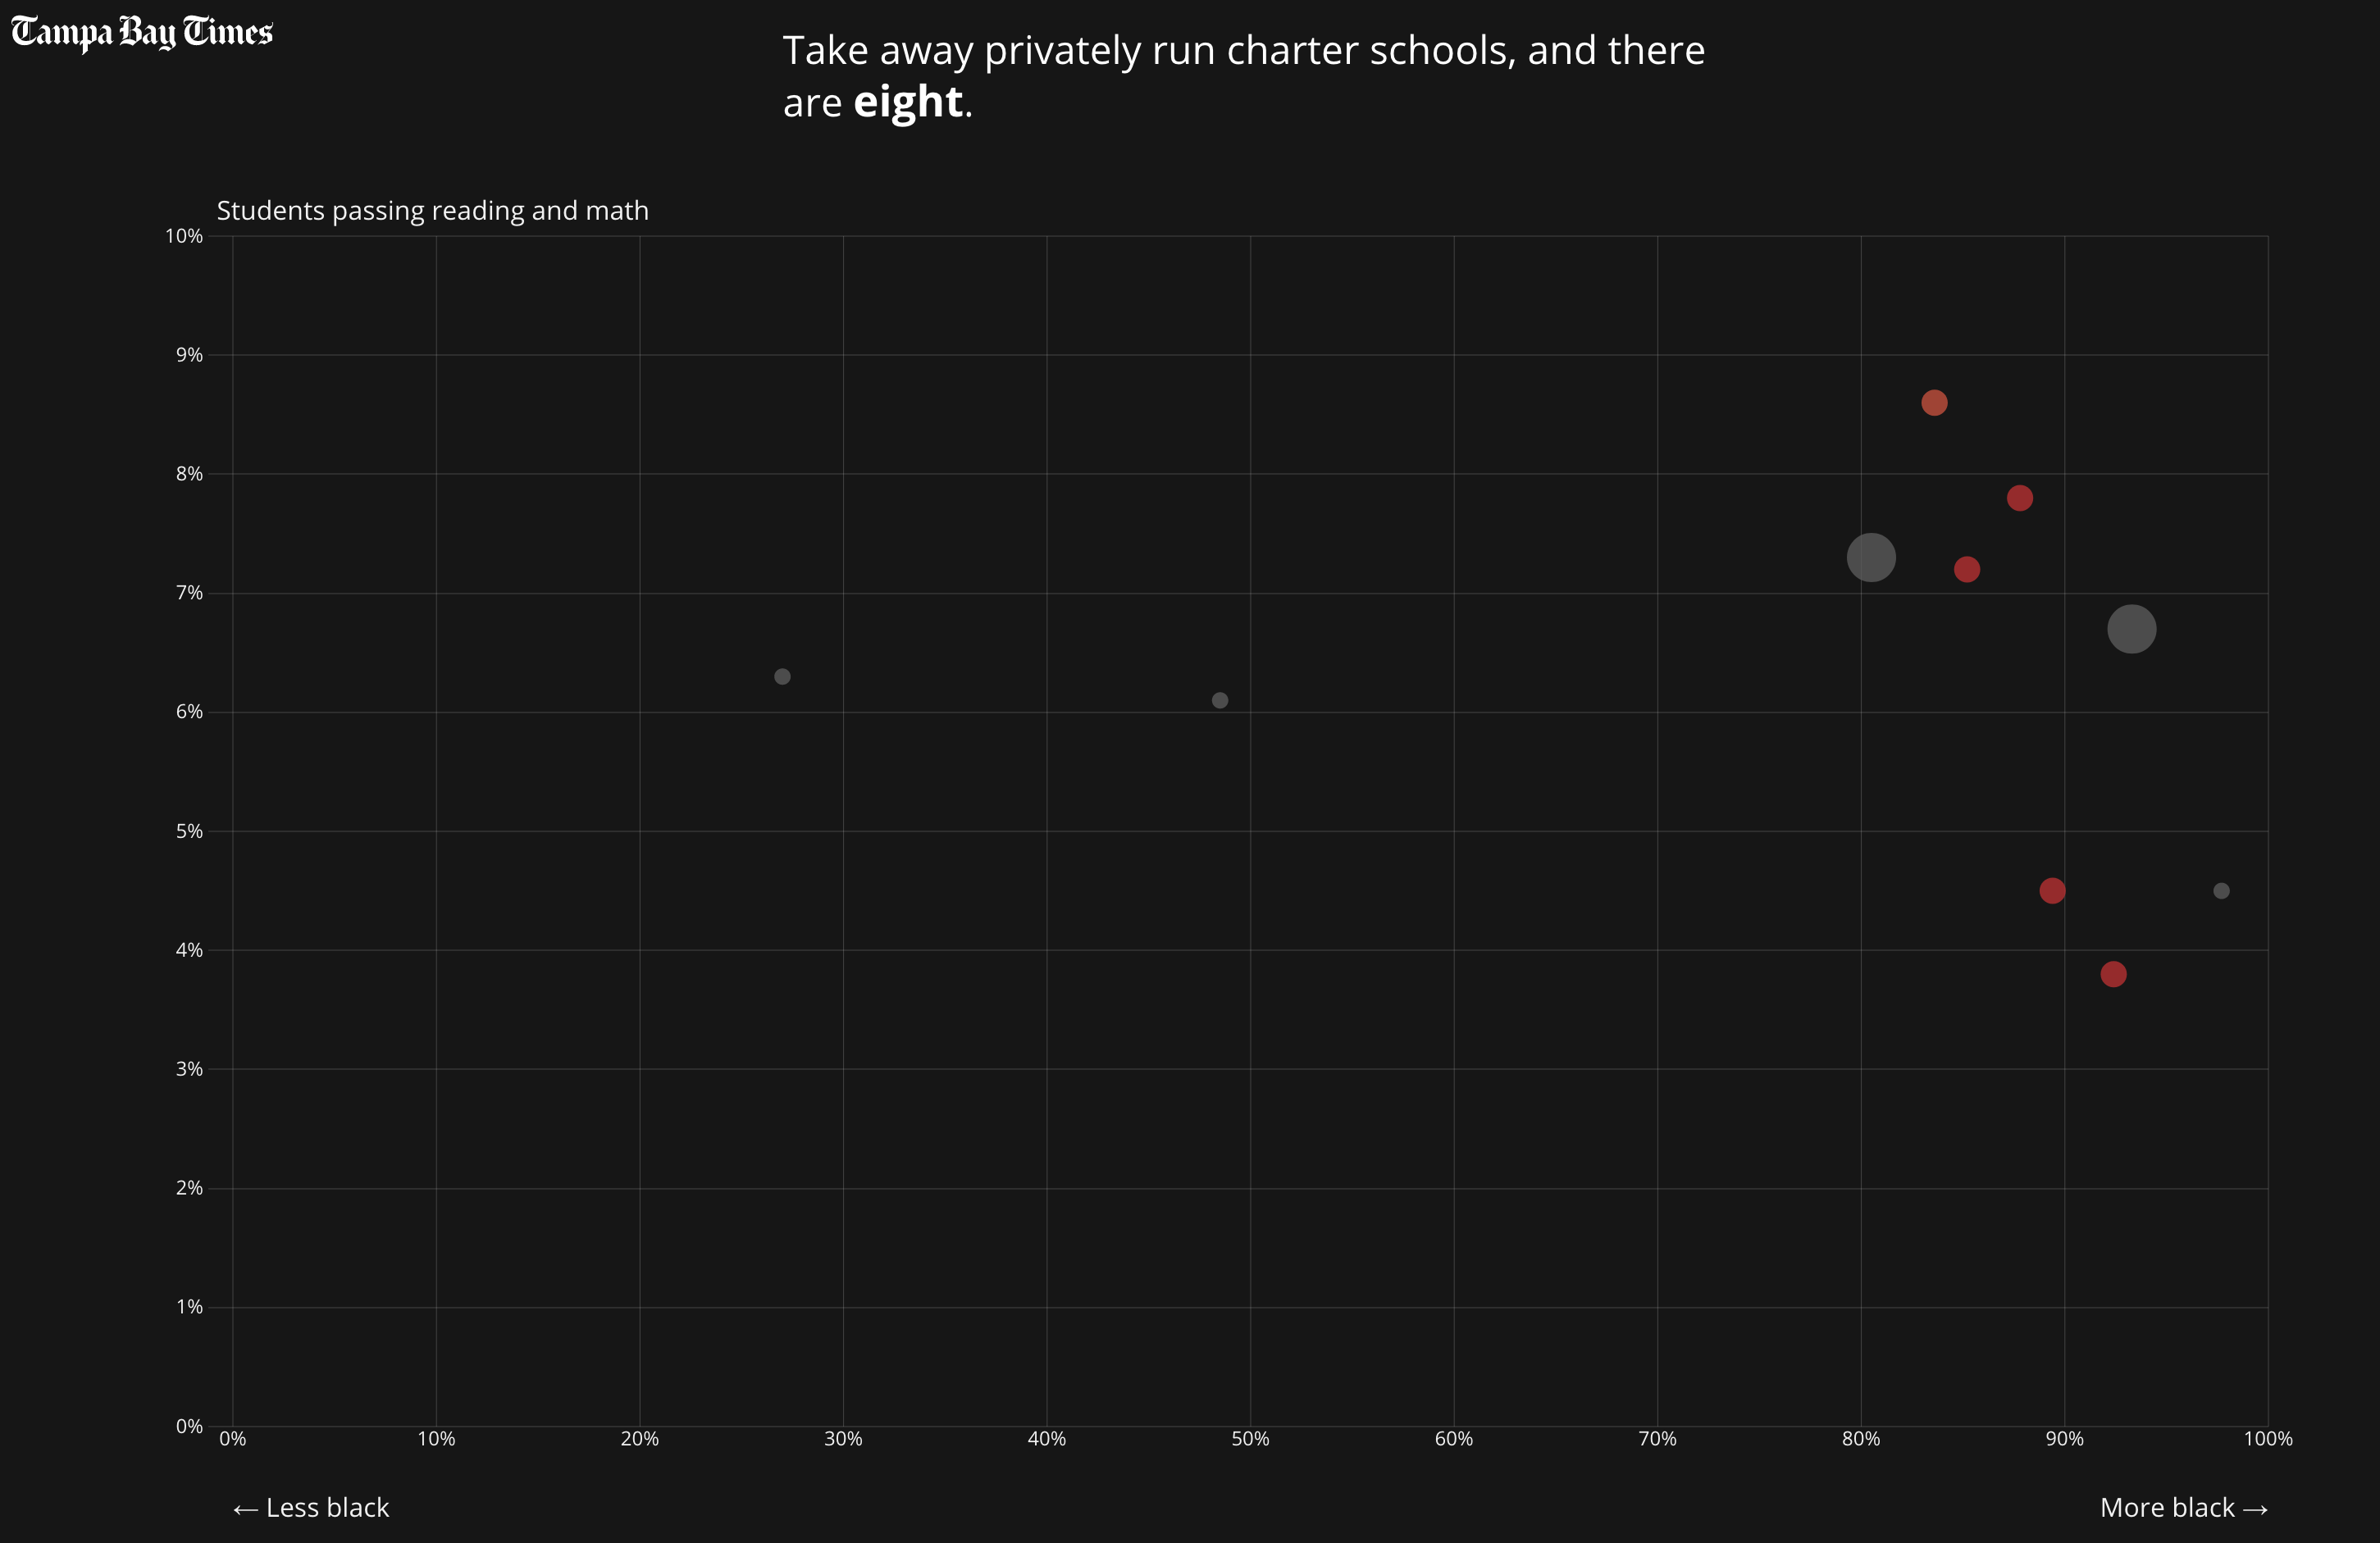 Tampa Bay Times
Take away privately run charter schools, and there
are eight.
Students passing reading and math
10%
9%
8%
7%
6%
5%
4%
3%
2%
1%
0%
0% 10% 20% 30% 40% 50% 60% 70% 80% 90% 100%
← Less black
More black →